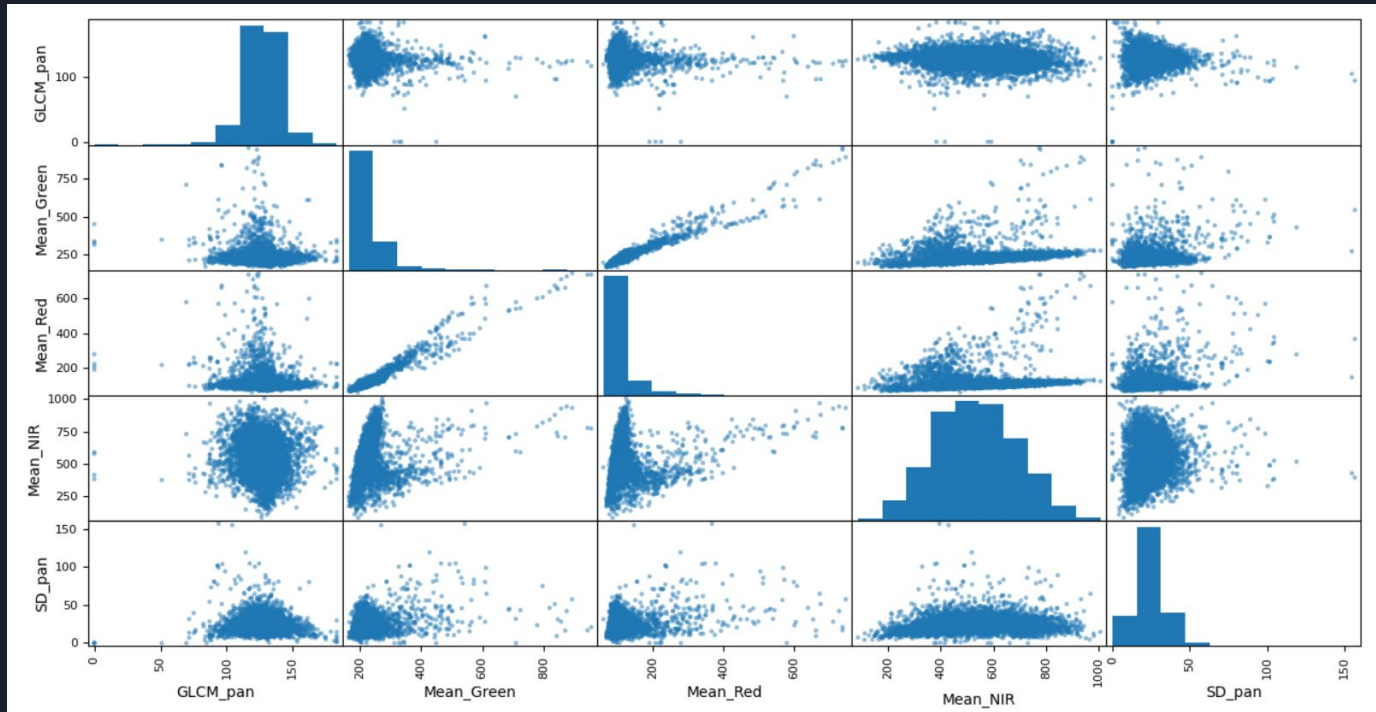 GLCM_pan
100
0
Mean_Green
750
500
250
Mean_Red
600
400
200
Mean_NIR
1000
750
500
250
SD_pan
150
100
50
0
0 50 100 150
200 400 600 800
200 400 600
200 400 600 800 1000
0 50 100 150
GLCM_pan Mean_Green Mean_Red Mean_NIR SD_pan